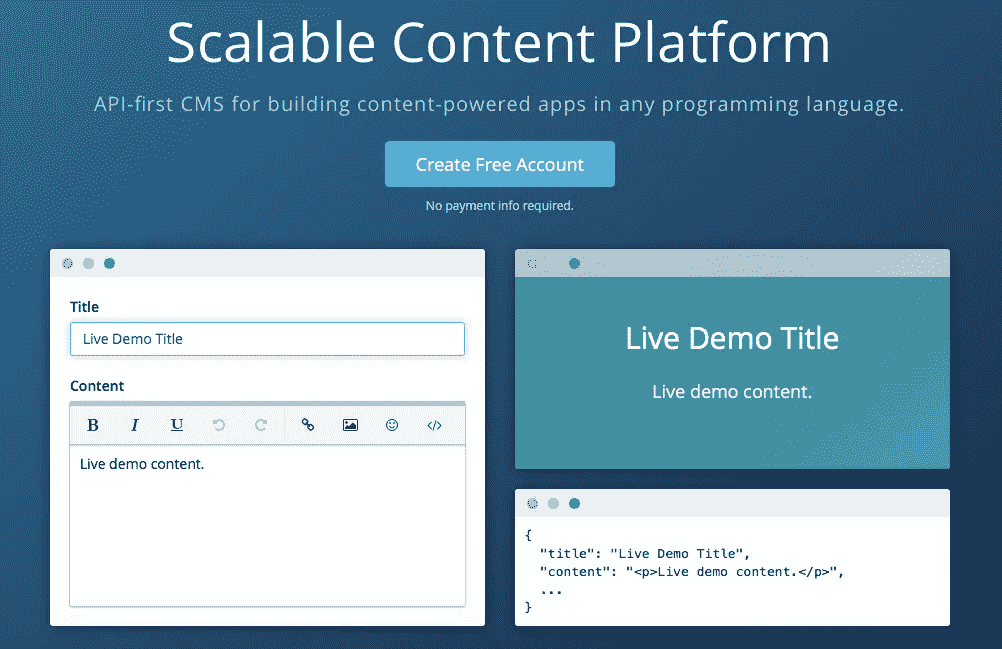 Scalable Content Platform
API-first CMS for building content-powered apps in any programming language.
Create Free Account
No payment info required.
Title
Live Demo Title
Content
B I U </>
Live demo content.
Live Demo Title
Live demo content.
{
"title": "Live Demo Title",
"content": "<p>Live demo content.</p>",
...
}